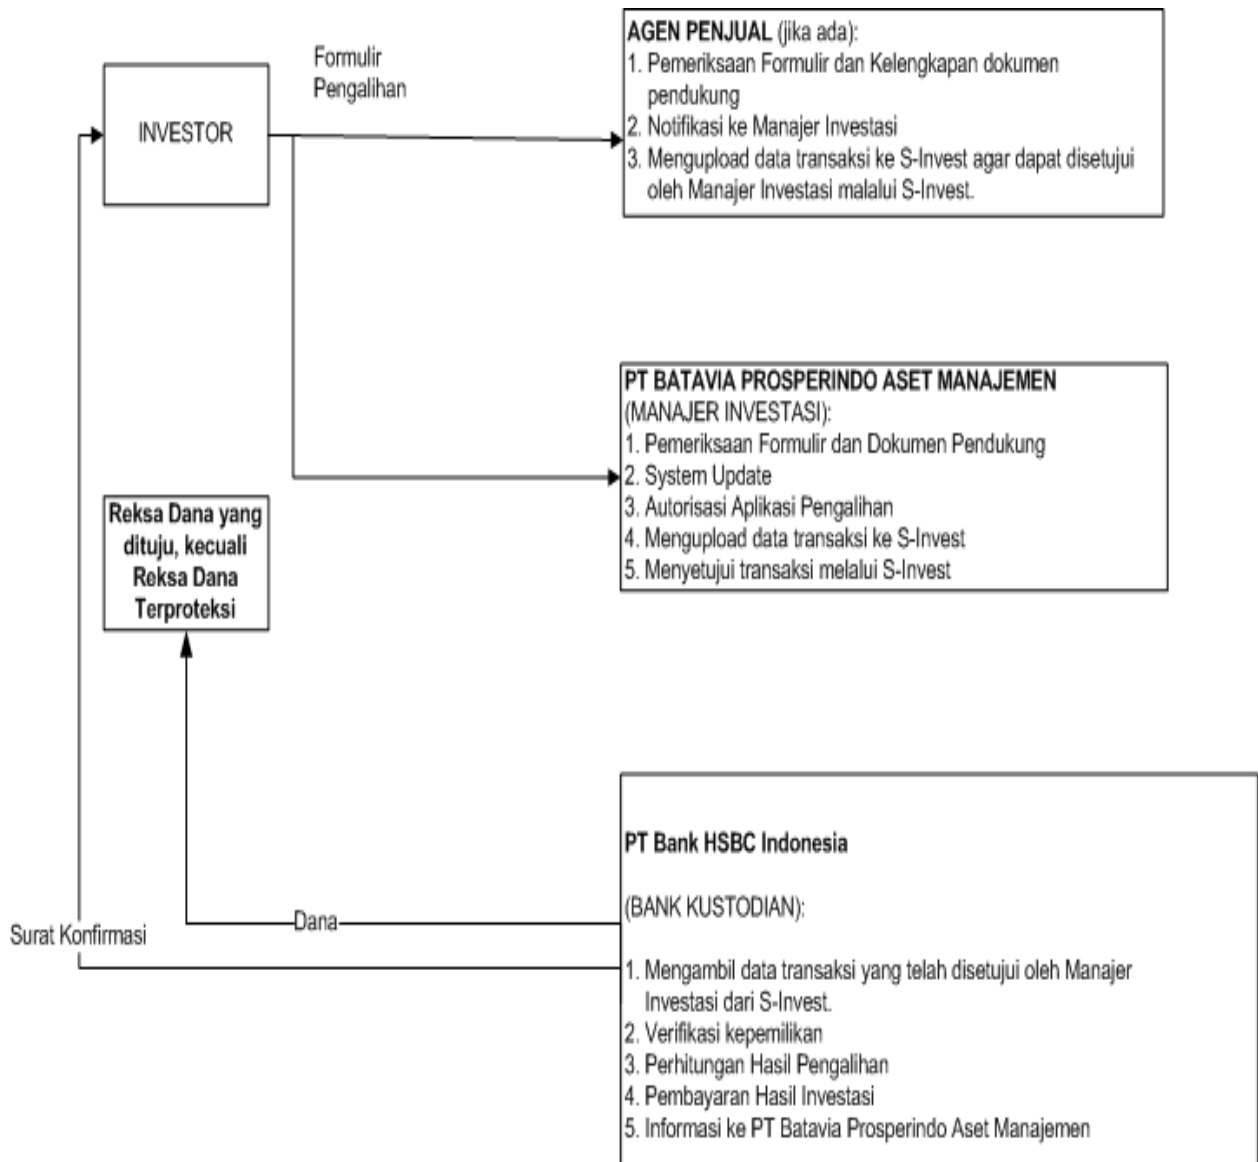 Formulir
Pengalihan
INVESTOR
AGEN PENJUAL (jika ada):
1. Pemeriksaan Formulir dan Kelengkapan dokumen
pendukung
2. Notifikasi ke Manajer Investasi
3. Mengupload data transaksi ke S-Invest agar dapat disetujui
oleh Manajer Investasi malalui S-Invest.
PT BATAVIA PROSPERINDO ASET MANAJEMEN
(MANAJER INVESTASI):
1. Pemeriksaan Formulir dan Dokumen Pendukung
2. System Update
3. Autorisasi Aplikasi Pengalihan
4. Mengupload data transaksi ke S-Invest
5. Menyetujui transaksi melalui S-Invest
Reksa Dana yang
dituju, kecuali
Reksa Dana
Terproteksi
Dana
Surat Konfirmasi
PT Bank HSBC Indonesia
(BANK KUSTODIAN):
1. Mengambil data transaksi yang telah disetujui oleh Manajer
Investasi dari S-Invest.
2. Verifikasi kepemilikan
3. Perhitungan Hasil Pengalihan
4. Pembayaran Hasil Investasi
5. Informasi ke PT Batavia Prosperindo Aset Manajemen